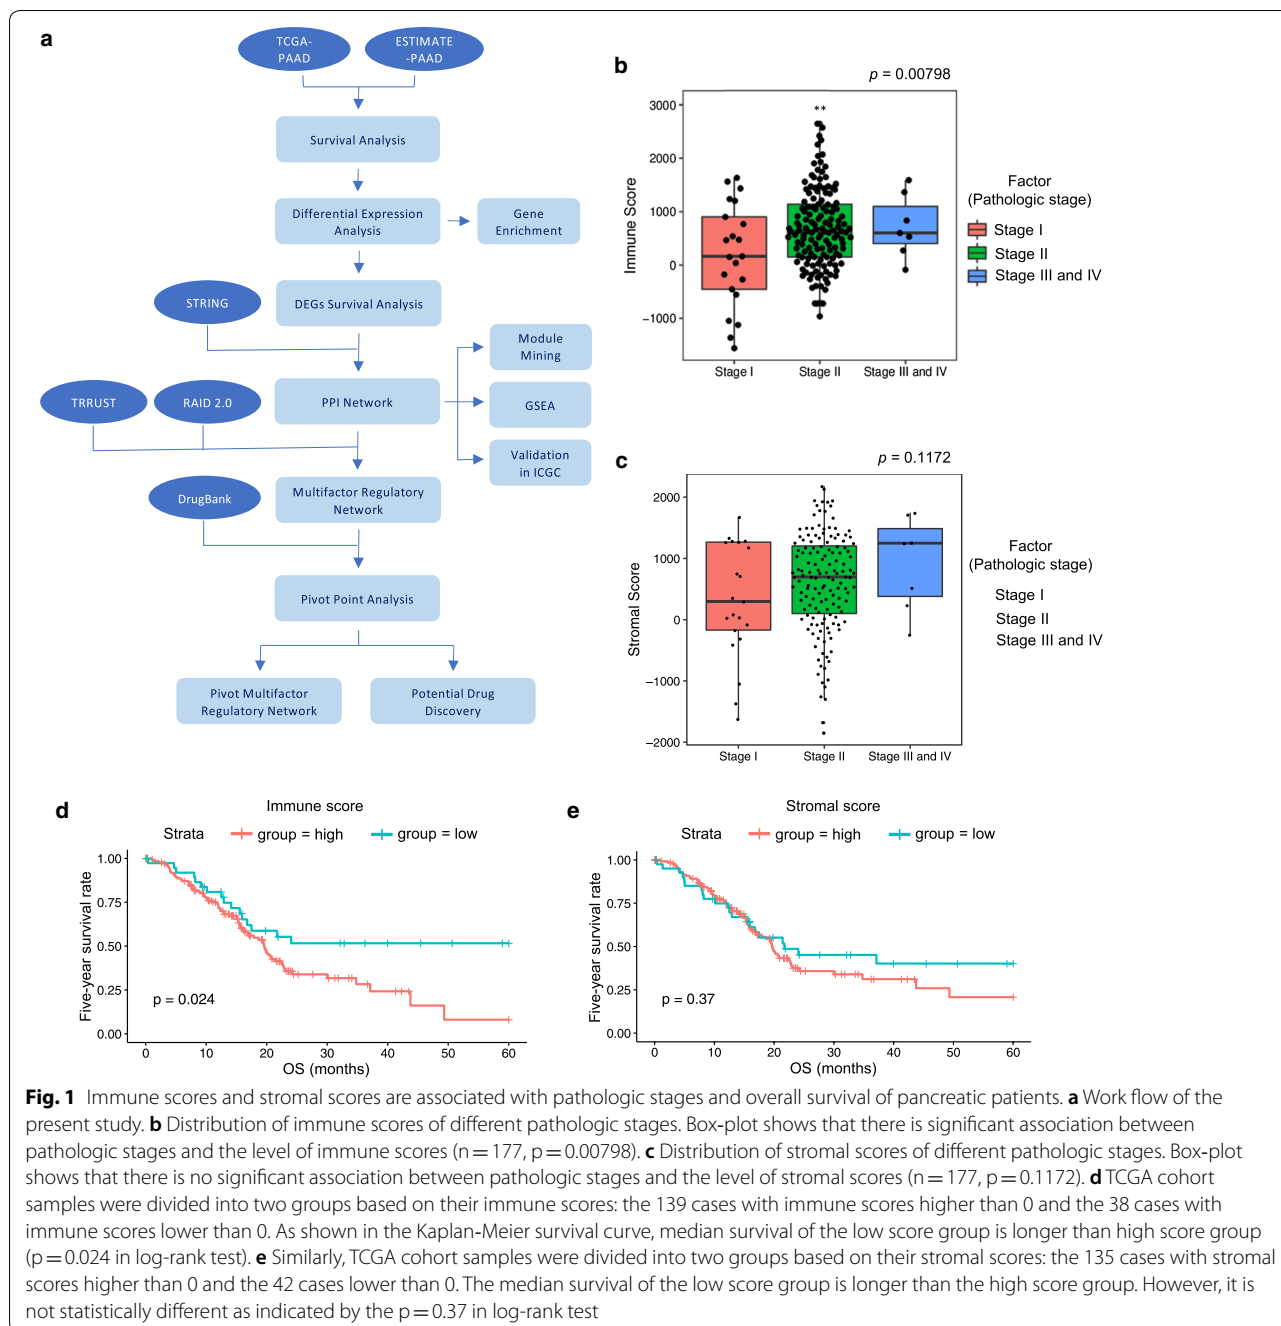 a
TCGA-
PAAD
ESTIMATE
-PAAD
Survival Analysis
Differential Expression
Analysis
Gene
Enrichment
STRING
DEGs Survival Analysis
Module
Mining
TRRUST
RAID 2.0
PPI Network
GSEA
Validation
in ICGC
DrugBank
Multifactor Regulatory
Network
Pivot Point Analysis
Pivot Multifactor
Regulatory Network
Potential Drug
Discovery
b
p = 0.00798
**
Immune Score
3000
2000
1000
0
−1000
Stage I
Stage II
Stage III and IV
Factor
(Pathologic stage)
Stage I
Stage II
Stage III and IV
c
p = 0.1172
Stromal Score
2000
1000
0
−1000
−2000
Stage I
Stage II
Stage III and IV
Factor
(Pathologic stage)
Stage I
Stage II
Stage III and IV
d
Immune score
Strata
group = high
group = low
Five-year survival rate
1.00
0.75
0.50
0.25
0.00
p = 0.024
0 10 20 30 40 50 60
OS (months)
e
Stromal score
Strata
group = high
group = low
Five-year survival rate
1.00
0.75
0.50
0.25
0.00
p = 0.37
0 10 20 30 40 50 60
OS (months)
Fig. 1 Immune scores and stromal scores are associated with pathologic stages and overall survival of pancreatic patients. a Work flow of the
present study. b Distribution of immune scores of different pathologic stages. Box-plot shows that there is significant association between
pathologic stages and the level of immune scores (n = 177, p = 0.00798). c Distribution of stromal scores of different pathologic stages. Box-plot
shows that there is no significant association between pathologic stages and the level of stromal scores (n = 177, p = 0.1172). d TCGA cohort
samples were divided into two groups based on their immune scores: the 139 cases with immune scores higher than 0 and the 38 cases with
immune scores lower than 0. As shown in the Kaplan-Meier survival curve, median survival of the low score group is longer than high score group
(p = 0.024 in log-rank test). e Similarly, TCGA cohort samples were divided into two groups based on their stromal scores: the 135 cases with stromal
scores higher than 0 and the 42 cases lower than 0. The median survival of the low score group is longer than the high score group. However, it is
not statistically different as indicated by the p = 0.37 in log-rank test